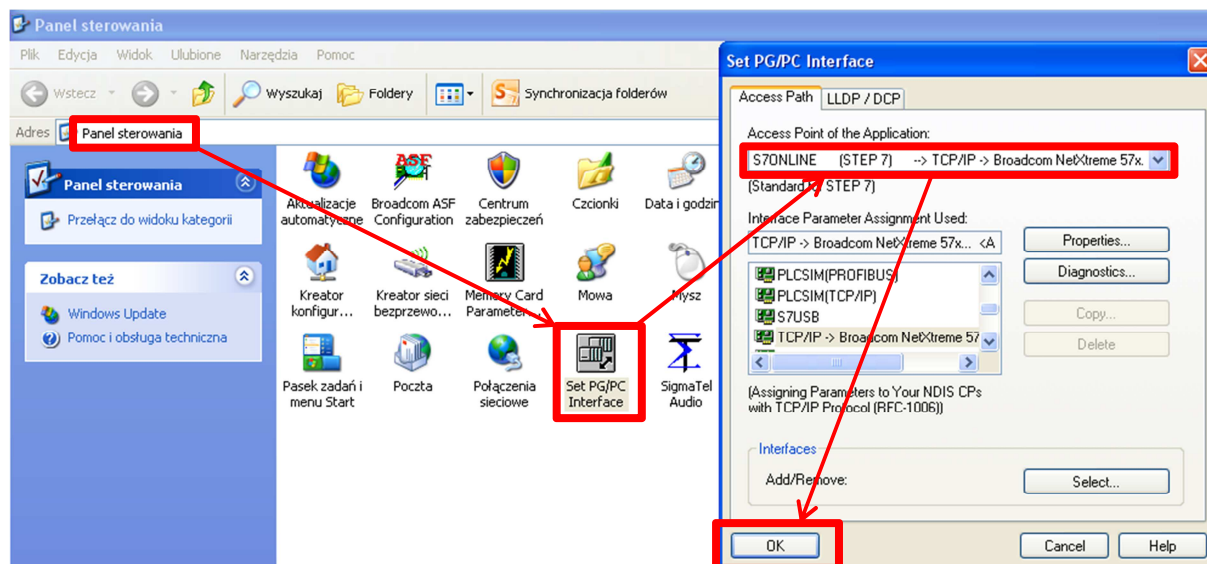 Panel sterowania
Plik Edycja Widok Ulubione Narzędzia Pomoc
Wstecz Wyszukaj Foldery Synchronizacja folderów
Adres Panel sterowania
Panel sterowania
Przełącz do widoku kategorii
Zobacz też
Windows Update
Pomoc i obsługa techniczna
Aktualizacje automatyczne
Broadcom ASF Configuration
Centrum zabezpieczeń
Czcionki
Data i godzin
Kreator konfigur...
Kreator sieci bezprzewo...
Memory Card Parameter...
Mowa
Mysz
Pasek zadań i menu Start
Poczta
Połączenia sieciowe
Set PG/PC Interface
SigmaTel Audio
Set PG/PC Interface
Access Path LLDP / DCP
Access Point of the Application:
S7ONLINE (STEP 7) --> TCP/IP -> Broadcom NetXtreme 57x.
(Standard for STEP 7)
Interface Parameter Assignment Used:
TCP/IP -> Broadcom NetXtreme 57x... <A
Properties...
PLCSIM(PROFIBUS)
Diagnostics...
PLCSIM(TCP/IP)
S7USB
Copy...
TCP/IP -> Broadcom NetXtreme 57
Delete
(Assigning Parameters to Your NDIS CPs
with TCP/IP Protocol (RFC-1006))
Interfaces
Add/Remove:
Select...
OK Cancel Help